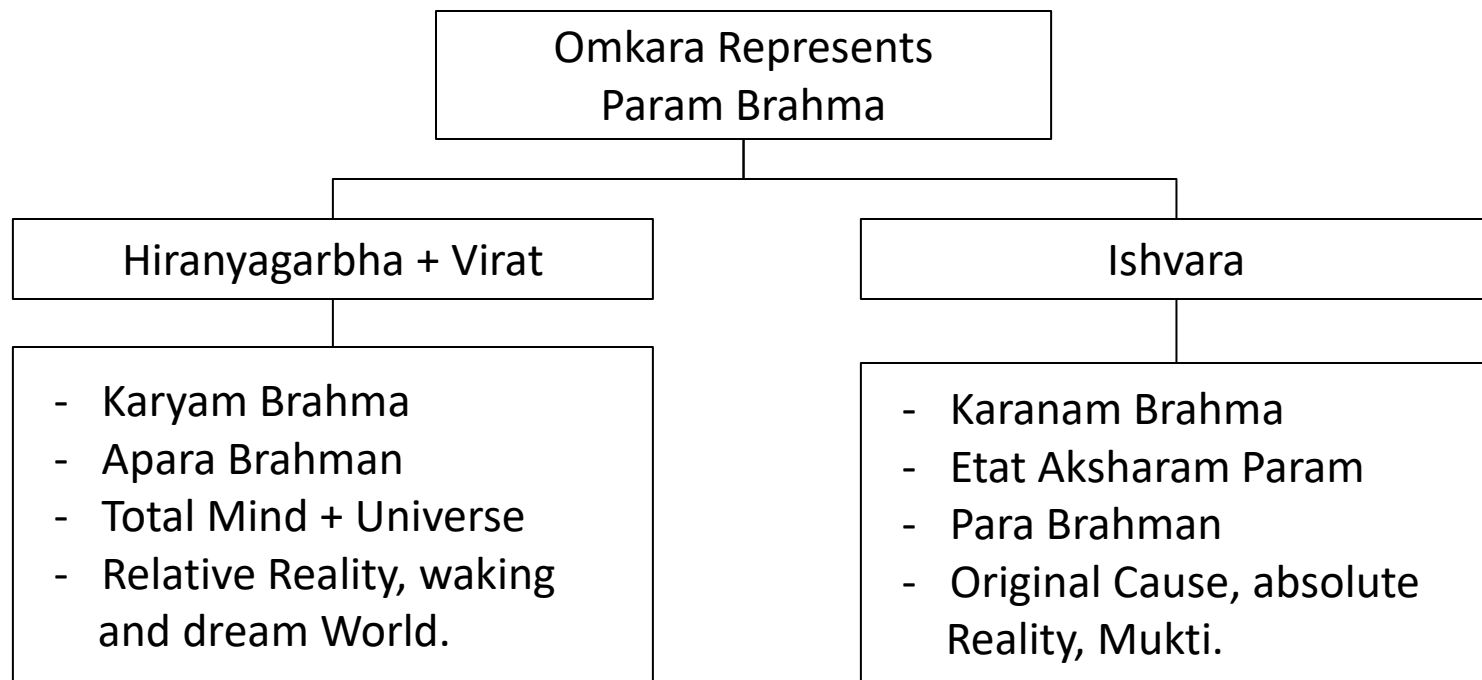 Omkara Represents
Param Brahma
Hiranyagarbha + Virat
Ishvara
- Karyam Brahma
- Apara Brahman
- Total Mind + Universe
- Relative Reality, waking
and dream World.
- Karanam Brahma
- Etat Aksharam Param
- Para Brahman
- Original Cause, absolute
Reality, Mukti.